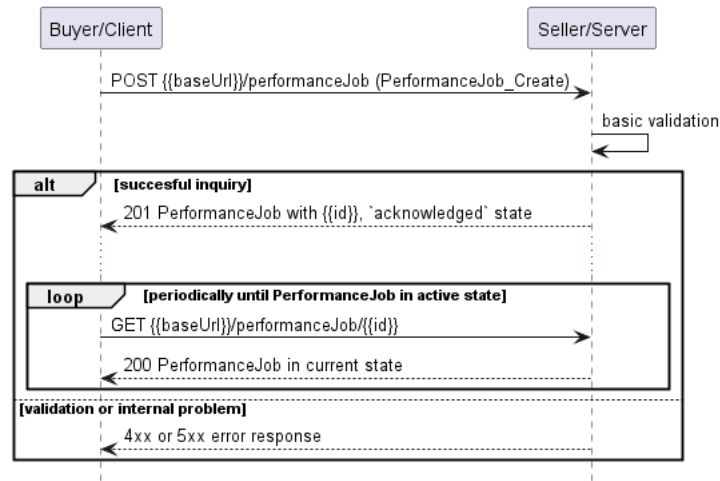 Buyer/Client
Seller/Server
POST {{baseUrl}}/performanceJob (PerformanceJob_Create)
basic validation
alt
[succesful inquiry]
201 PerformanceJob with {{id}}, `acknowledged` state
loop
[periodically until PerformanceJob in active state]
GET {{baseUrl}}/performanceJob/{{id}}
200 PerformanceJob in current state
[validation or internal problem]
4xx or 5xx error response